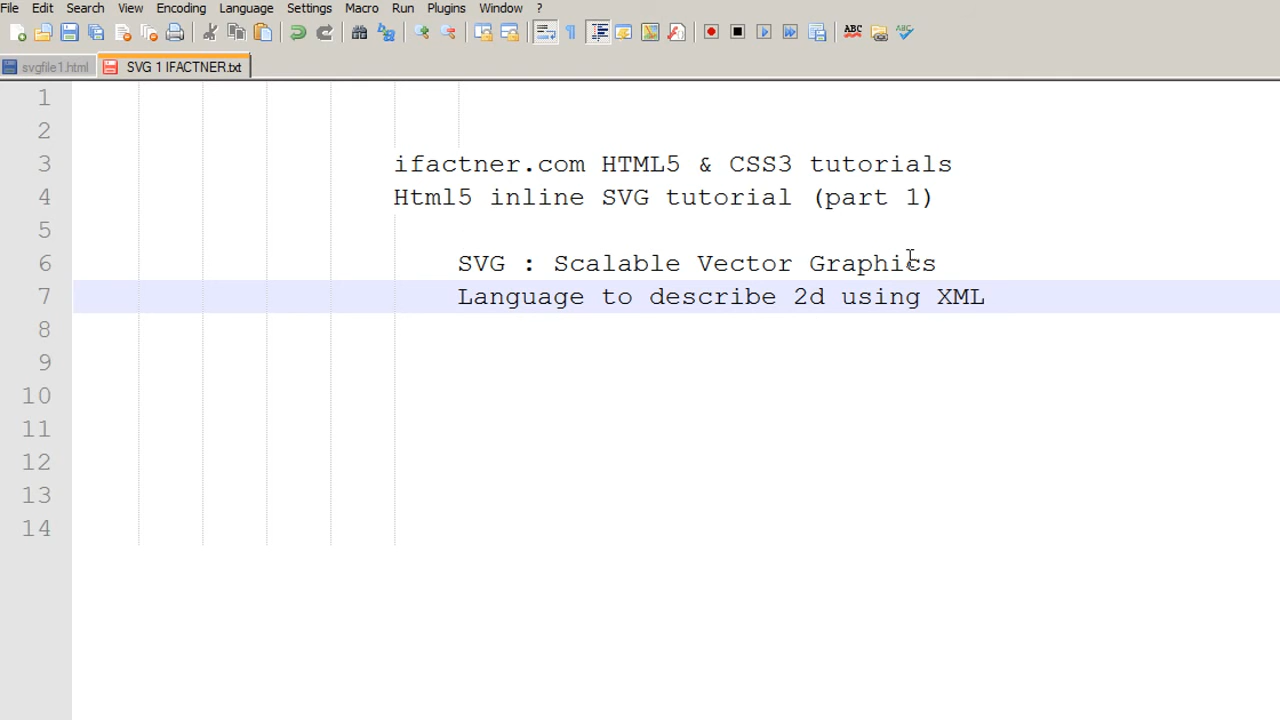 File Edit Search View Encoding Language Settings Macro Run Plugins Window ?
ABC ABC
svgfile1.html SVG 1 IFACTNER.txt
1
2
3 ifactner.com HTML5 & CSS3 tutorials
4 Html5 inline SVG tutorial (part 1)
5
6 SVG : Scalable Vector Graphics
7 Language to describe 2d using XML
8
9
10
11
12
13
14